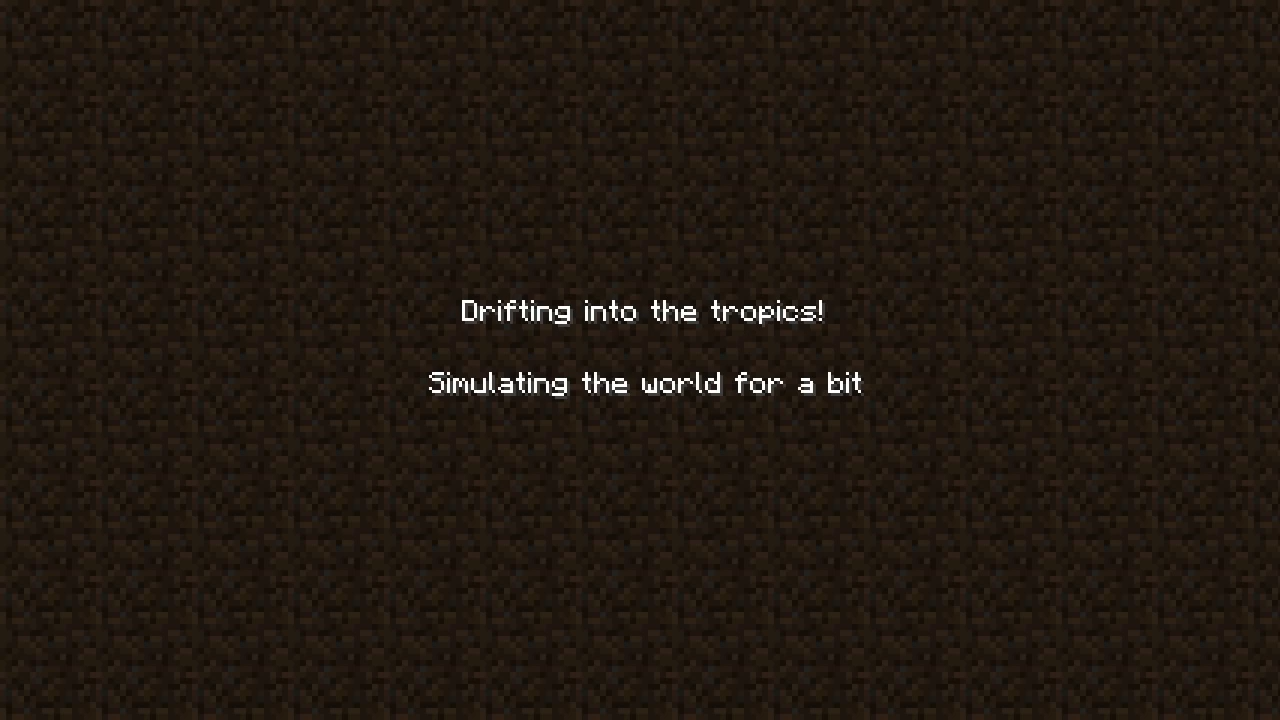 Drifting into the tropics!
Simulating the world for a bit